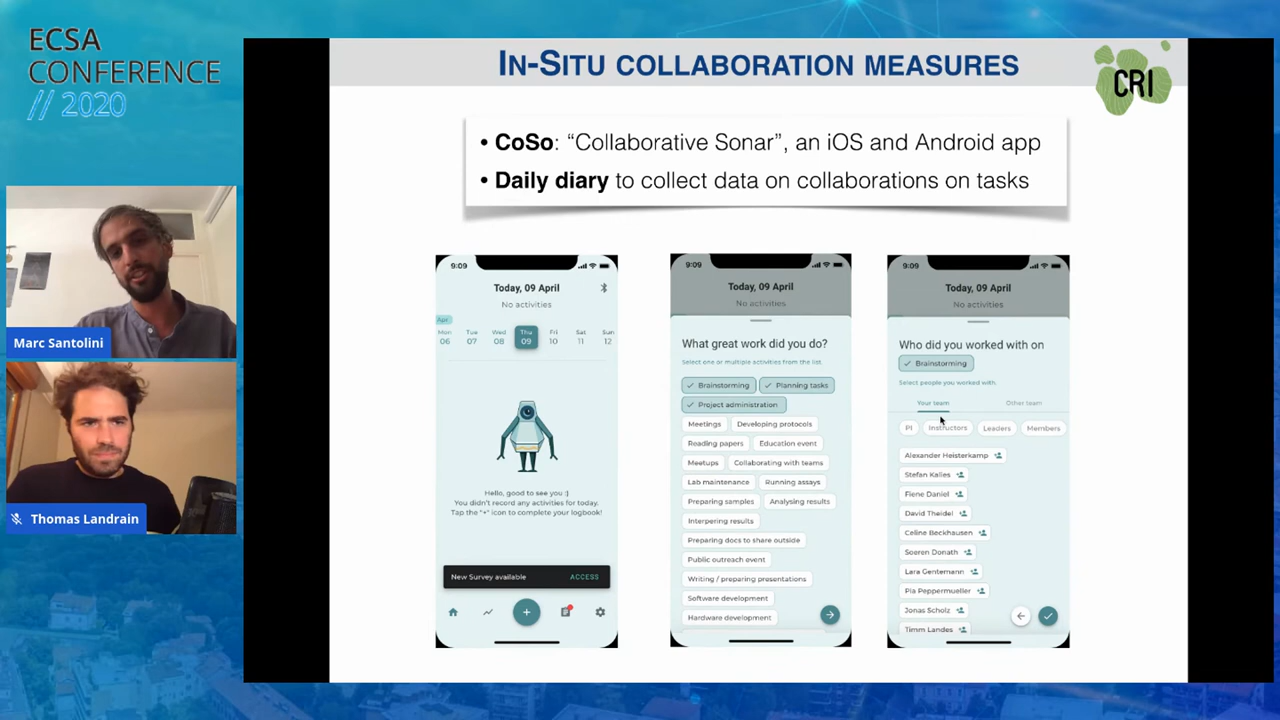 ECSA
CONFERENCE
// 2020
Marc Santolini
Thomas Landrain
IN-SITU COLLABORATION MEASURES
CRI
• CoSo: “Collaborative Sonar”, an iOS and Android app
• Daily diary to collect data on collaborations on tasks
9:09
Today, 09 April
No activities
Apr
Mon Tue Wed Thu Fri Sat Sun
06 07 08 09 10 11 12
Hello, good to see you :)
You didn't record any activities for today.
Tap the "+" icon to complete your logbook!
New Survey available ACCESS
9:09
Today, 09 April
No activities
What great work did you do?
Select one or multiple activities from the list.
Brainstorming Planning tasks
Project administration
Meetings Developing protocols
Reading papers Education event
Meetups Collaborating with teams
Lab maintenance Running assays
Preparing samples Analysing results
Interpering results
Preparing docs to share outside
Public outreach event
Writing / preparing presentations
Software development
Hardware development
9:09
Today, 09 April
No activities
Who did you worked with on
Brainstorming
Select people you worked with.
Your team Other team
PI Instructors Leaders Members
Alexander Heisterkamp
Stefan Kalies
Fiene Daniel
David Theidel
Celine Beckhausen
Soeren Donath
Lara Gentemann
Pia Peppermueller
Jonas Scholz
Timm Landes